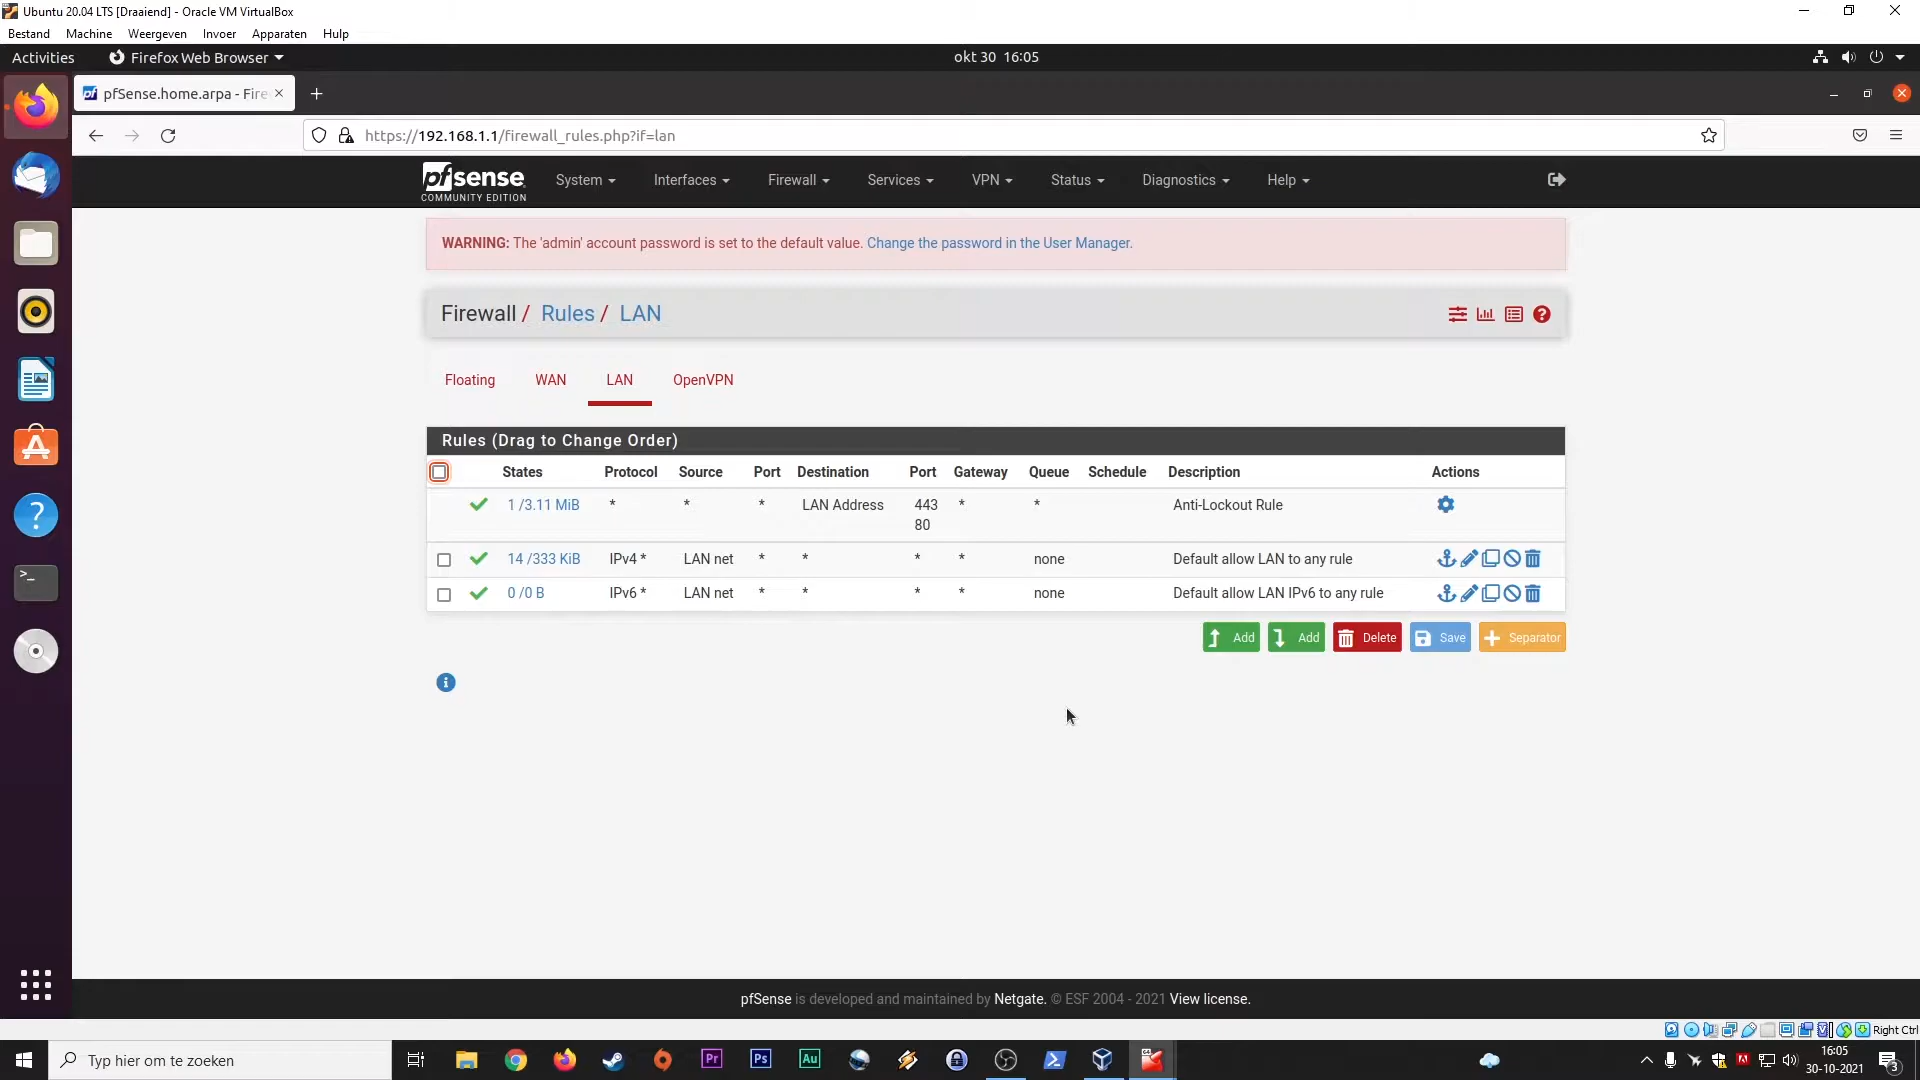 Ubuntu 20.04 LTS [Draaiend] - Oracle VM VirtualBox
Bestand Machine Weergeven Invoer Apparaten Hulp
Activities Firefox Web Browser okt 30 16:05
pfSense.home.arpa - Fire
https://192.168.1.1/firewall_rules.php?if=lan
pfsense COMMUNITY EDITION System Interfaces Firewall Services VPN Status Diagnostics Help
WARNING: The 'admin' account password is set to the default value. Change the password in the User Manager.
Firewall / Rules / LAN
Floating WAN LAN OpenVPN
Rules (Drag to Change Order)
States Protocol Source Port Destination Port Gateway Queue Schedule Description Actions
1 /3.11 MiB * * * LAN Address 443 * * Anti-Lockout Rule
80
14 /333 KiB IPv4 * LAN net * * * * none Default allow LAN to any rule
0 /0 B IPv6 * LAN net * * * * none Default allow LAN IPv6 to any rule
Add Add Delete Save Separator
pfSense is developed and maintained by Netgate. © ESF 2004 - 2021 View license.
Right Ctrl
Typ hier om te zoeken
Pr Ps Au
16:05
30-10-2021
3